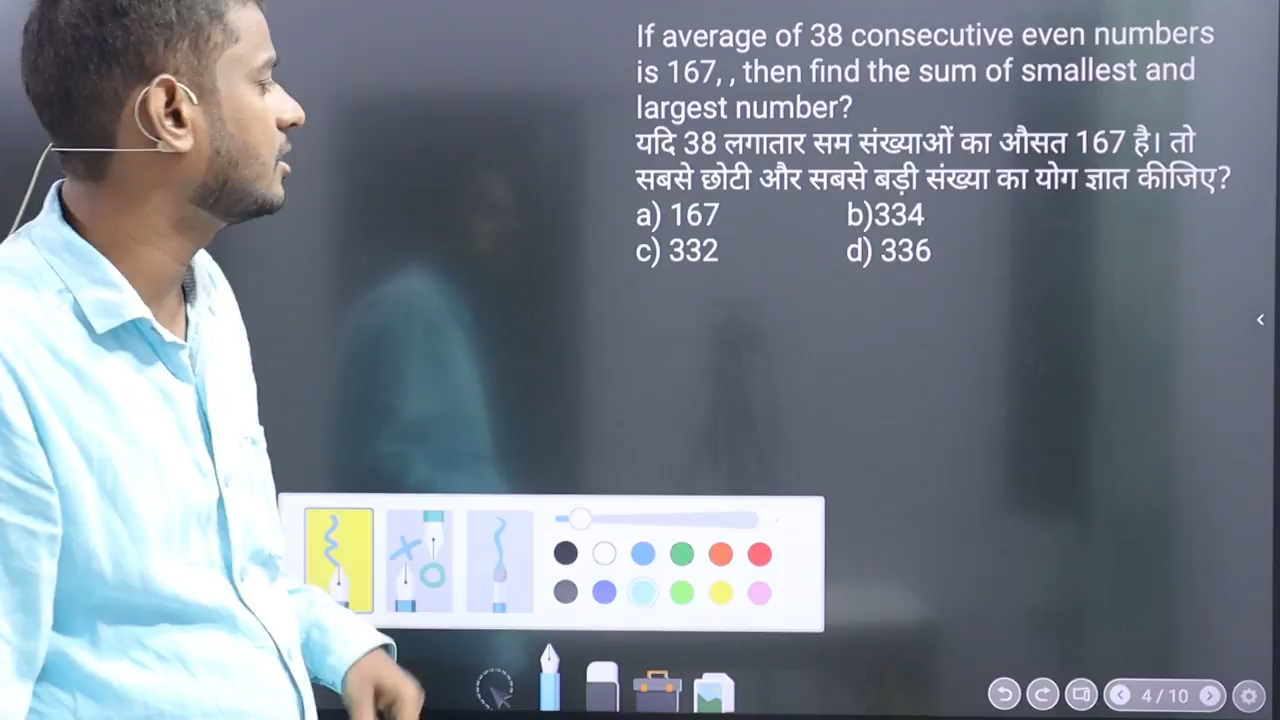 If average of 38 consecutive even numbers
is 167, , then find the sum of smallest and
largest number?
यदि 38 लगातार सम संख्याओं का औसत 167 है। तो
सबसे छोटी और सबसे बड़ी संख्या का योग ज्ञात कीजिए?
a) 167 b)334
c) 332 d) 336
4 / 10